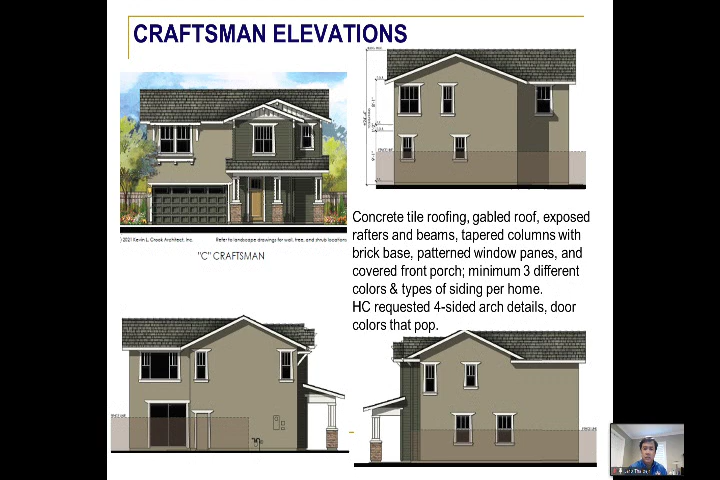 CRAFTSMAN ELEVATIONS
©2021 Kevin L. Crook Architect, Inc.
Refer to landscape drawings for wall, tree, and shrub locations
"C" CRAFTSMAN
Concrete tile roofing, gabled roof, exposed
rafters and beams, tapered columns with
brick base, patterned window panes, and
covered front porch; minimum 3 different
colors & types of siding per home.
HC requested 4-sided arch details, door
colors that pop.